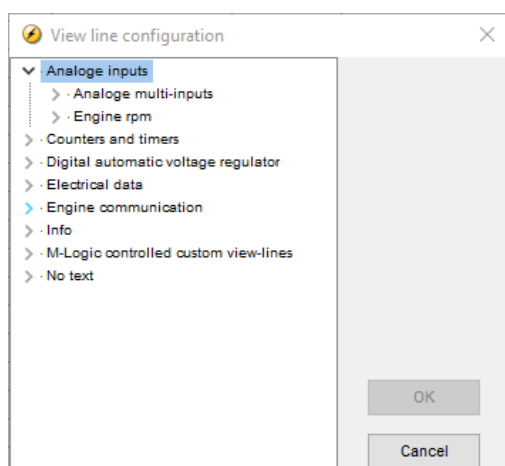 View line configuration
Analoge inputs
Analoge multi-inputs
Engine rpm
Counters and timers
Digital automatic voltage regulator
Electrical data
Engine communication
Info
M-Logic controlled custom view-lines
No text
OK
Cancel